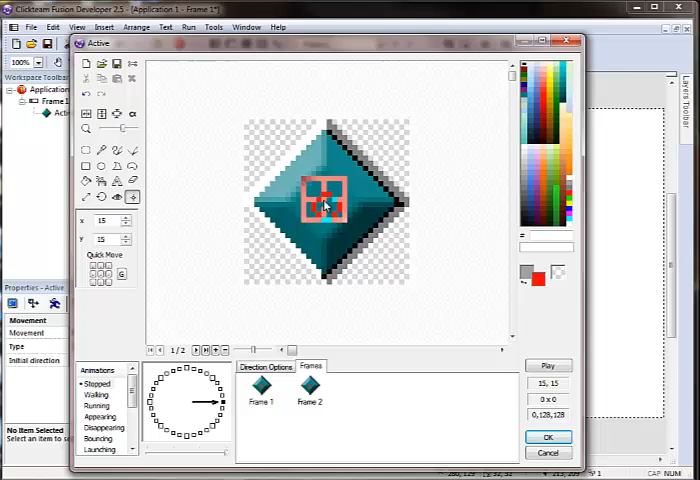 Clickteam Fusion Developer 2.5 - [Application 1 - Frame 1*]
File Edit View Insert Arrange Text Run Tools Window Help
100%
Workspace Toolbar
Application
Frame 1
Acti
Layers Toolbar
Active
X 15
Y 15
Quick Move
G
1 / 2
Animations
Stopped
Walking
Running
Appearing
Disappearing
Bounding
Launching
Direction Options Frames
Frame 1 Frame 2
#
Play
15, 15
0 x 0
0,128,128
OK
Cancel
Properties - Active
Movement
Movement
Type
Initial direction
No Item Selected
Select an item to s
CAP NUM